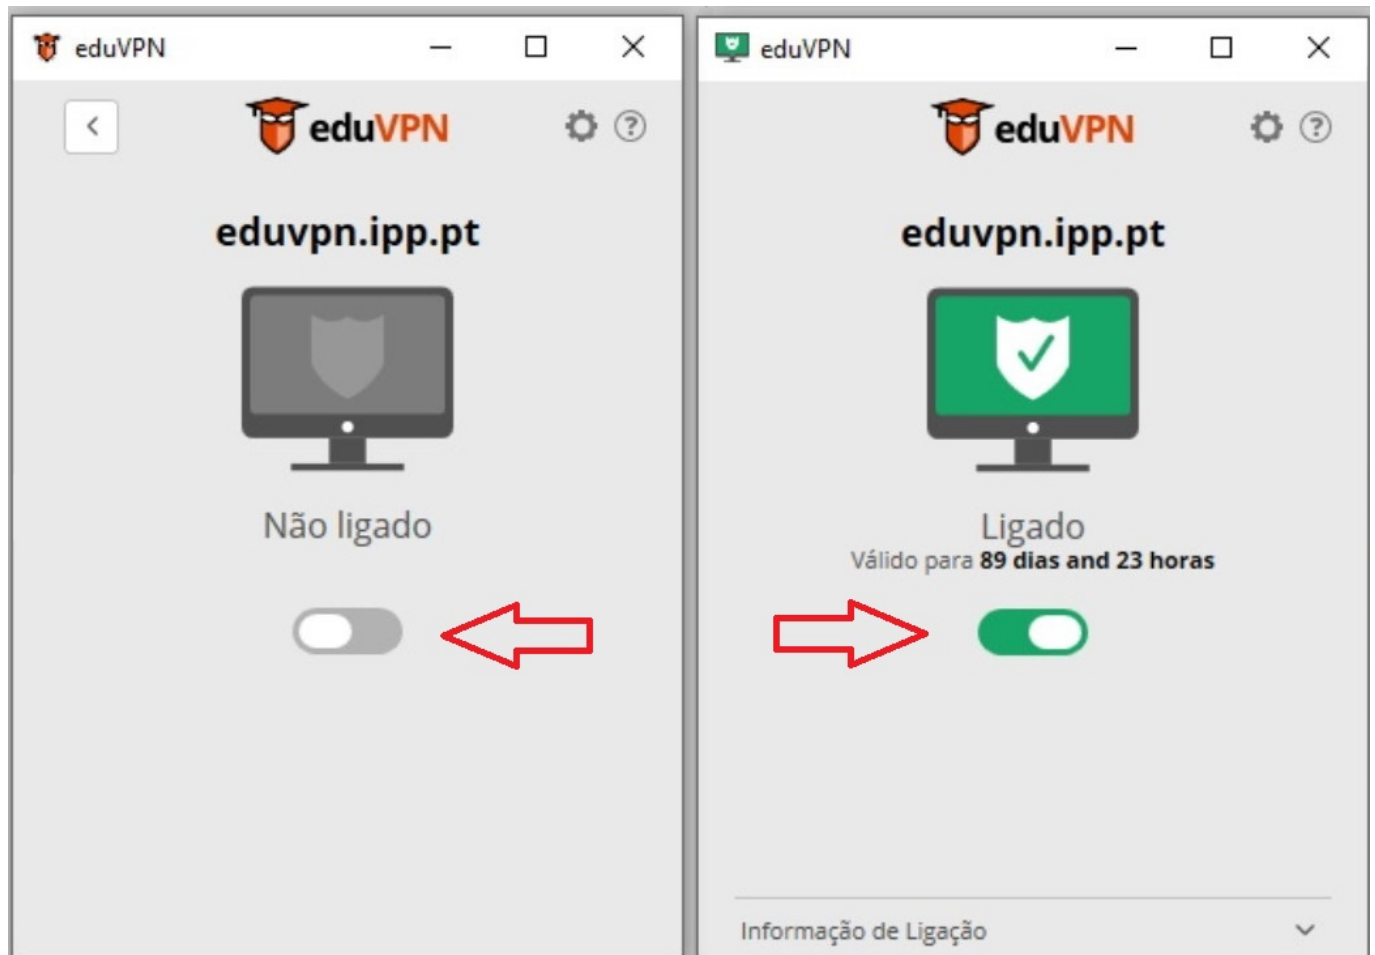 eduVPN
eduVPN
eduvpn.ipp.pt
Não ligado
eduVPN
eduVPN
eduvpn.ipp.pt
Ligado
Válido para 89 dias and 23 horas
Informação de Ligação